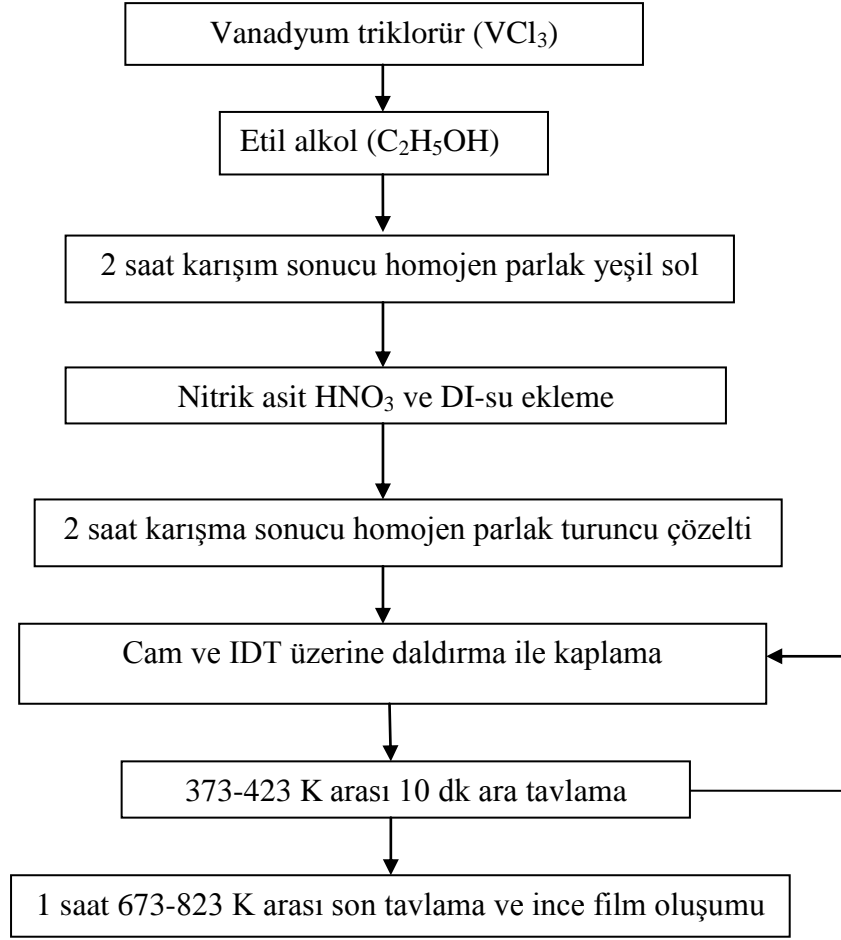 Vanadyum triklorür (VCl₃)
Etil alkol (C₂H₅OH)
2 saat karışım sonucu homojen parlak yeşil sol
Nitrik asit HNO₃ ve DI-su ekleme
2 saat karışma sonucu homojen parlak turuncu çözelti
Cam ve IDT üzerine daldırma ile kaplama
373-423 K arası 10 dk ara tavlama
1 saat 673-823 K arası son tavlama ve ince film oluşumu